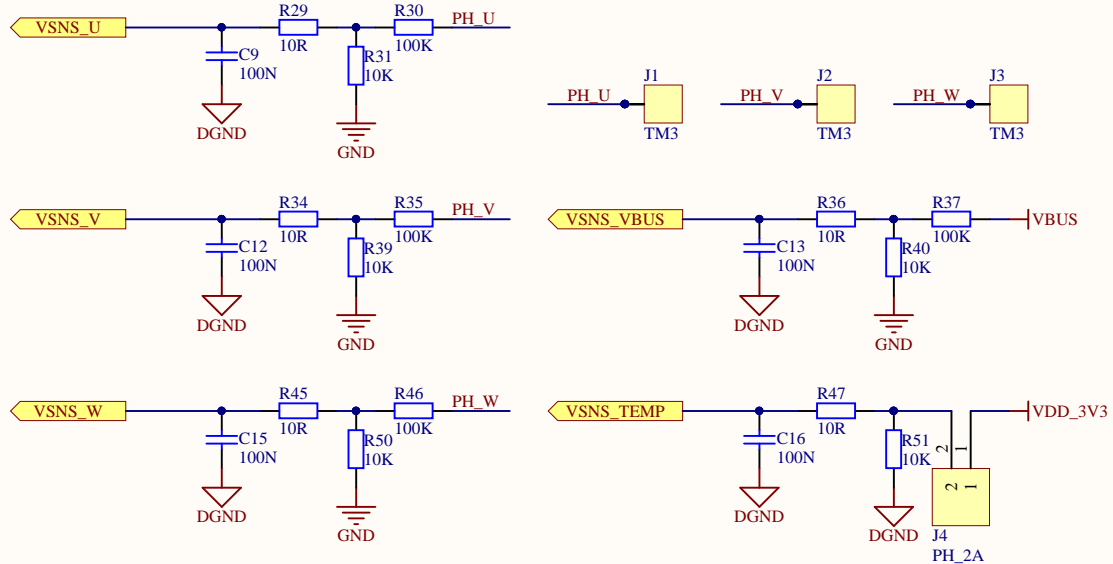 VSNS_U
R29
10R
R30
100K
PH_U
C9
100N
R31
10K
DGND
GND
PH_U
J1
TM3
PH_V
J2
TM3
PH_W
J3
TM3
VSNS_V
R34
10R
R35
100K
PH_V
C12
100N
R39
10K
DGND
GND
VSNS_VBUS
R36
10R
R37
100K
VBUS
C13
100N
R40
10K
DGND
GND
VSNS_W
R45
10R
R46
100K
PH_W
C15
100N
R50
10K
DGND
GND
VSNS_TEMP
R47
10R
VDD_3V3
C16
100N
R51
10K
2
1
2
1
DGND
DGND
J4
PH_2A